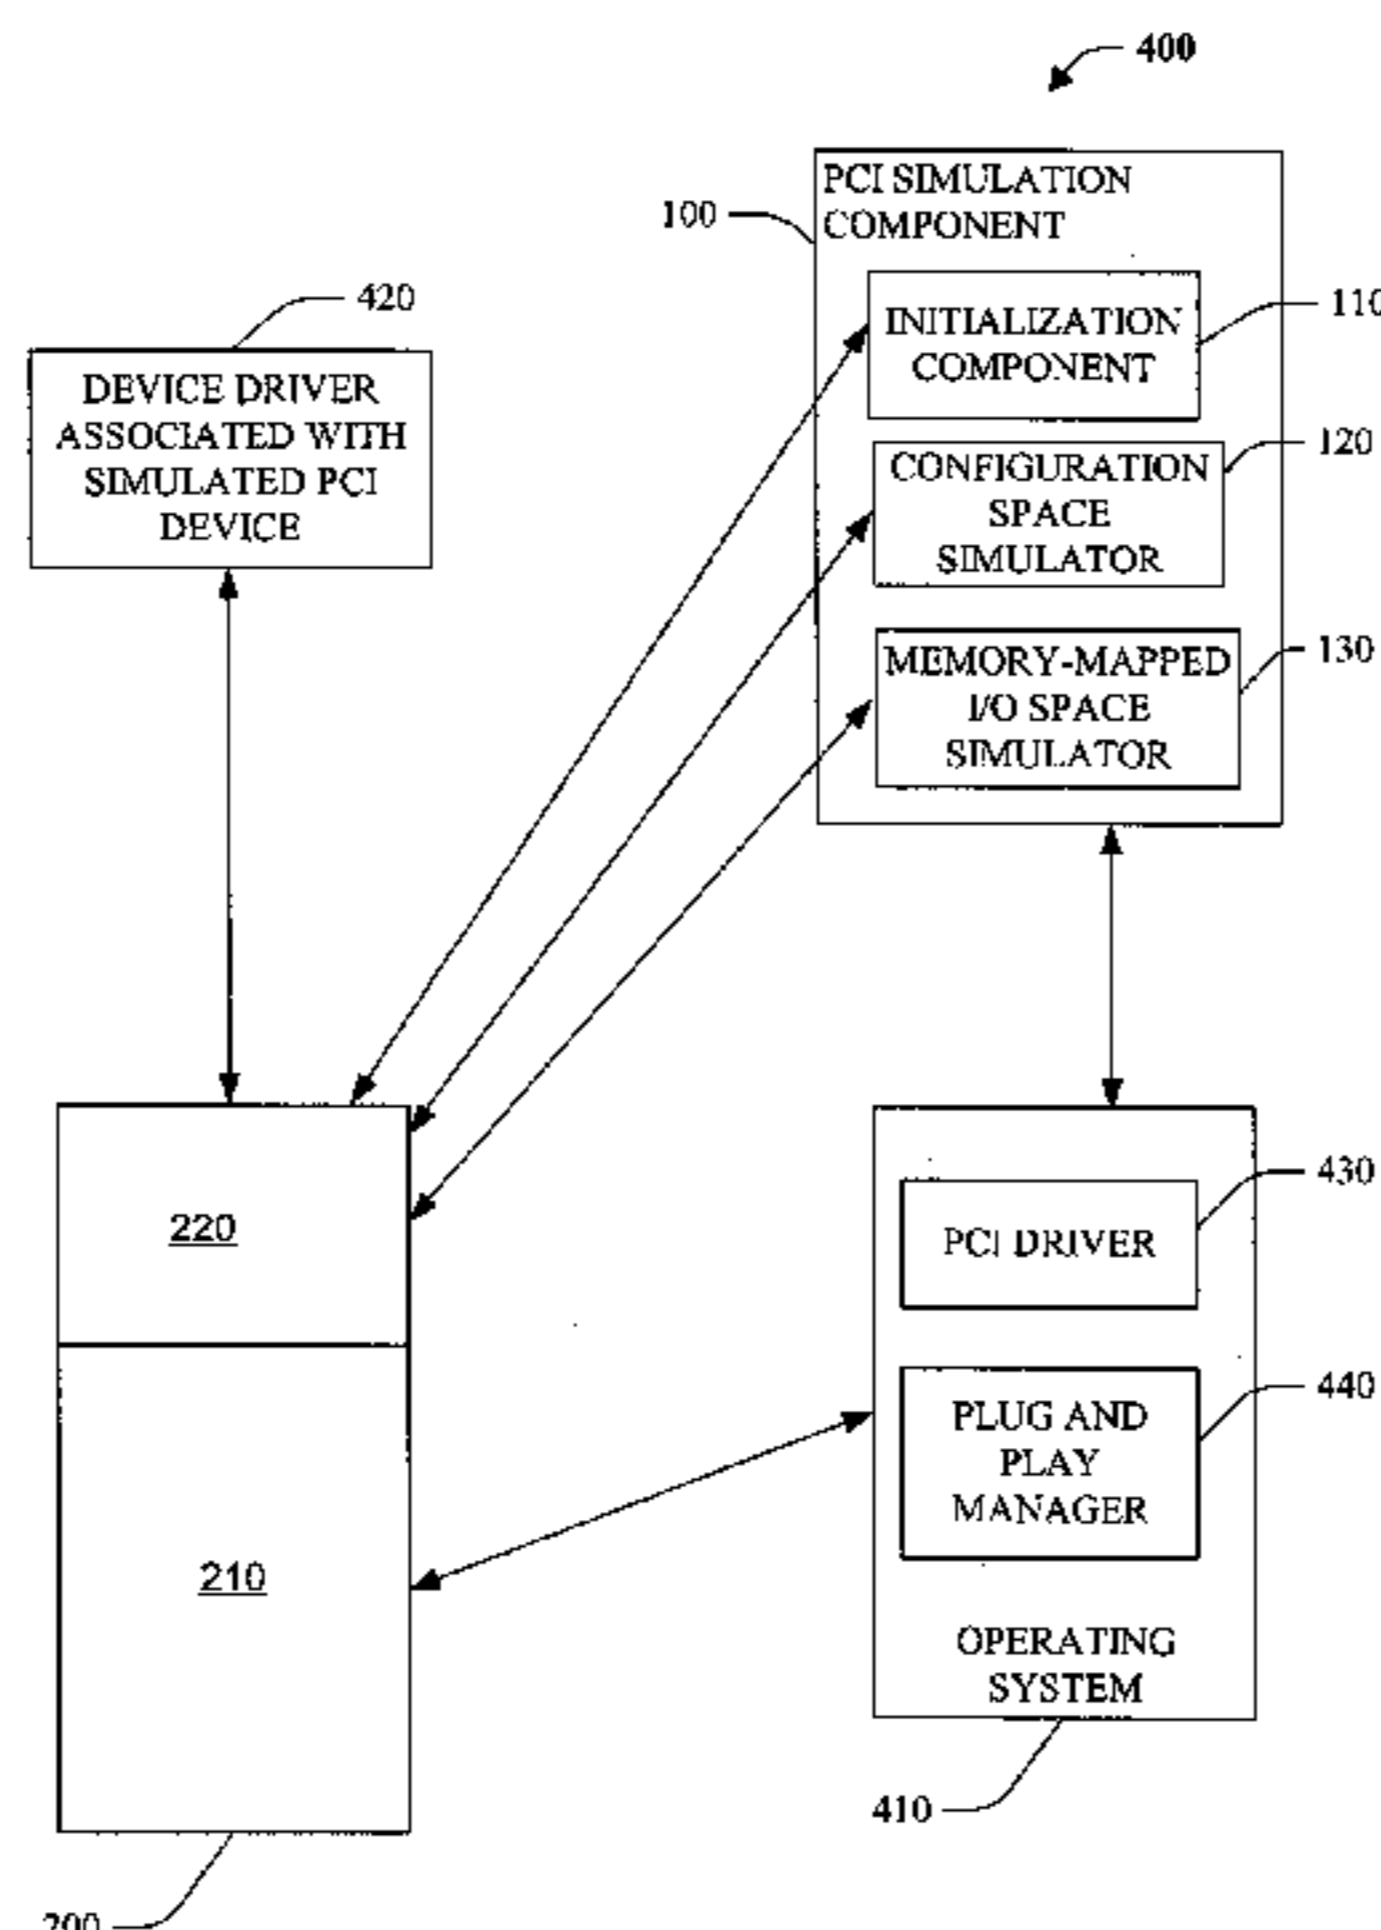 400
PCI SIMULATION
COMPONENT
100
INITIALIZATION
COMPONENT
110
420
DEVICE DRIVER
ASSOCIATED WITH
SIMULATED PCI
DEVICE
CONFIGURATION
SPACE
SIMULATOR
120
MEMORY-MAPPED
I/O SPACE
SIMULATOR
130
220
210
200
PCI DRIVER
430
PLUG AND
PLAY
MANAGER
440
OPERATING
SYSTEM
410